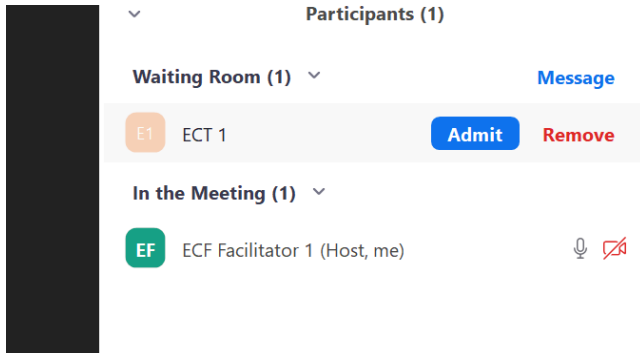 Participants (1)
Waiting Room (1) Message
E1 ECT 1 Admit Remove
In the Meeting (1)
EF ECF Facilitator 1 (Host, me)